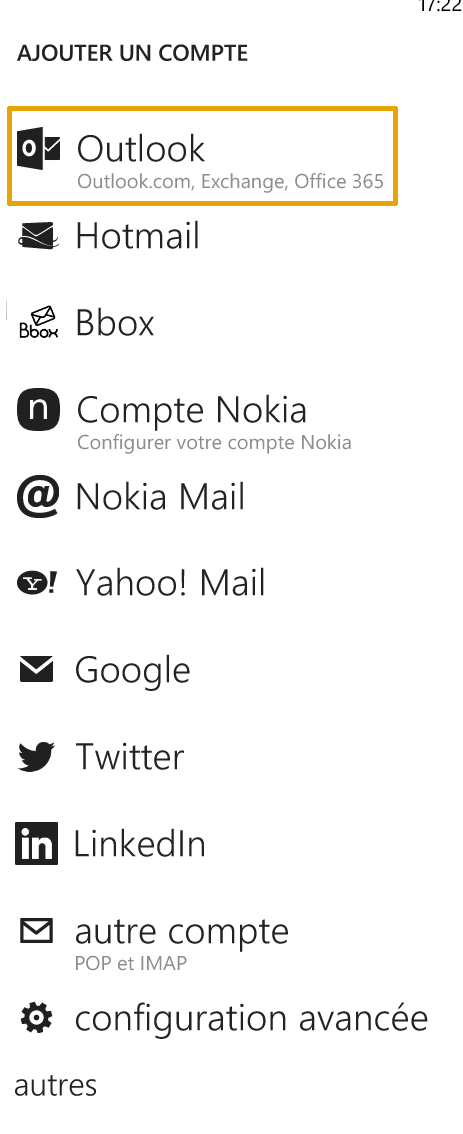 17:22
AJOUTER UN COMPTE
Outlook
Outlook.com, Exchange, Office 365
Hotmail
Bbox
Bbox
n
Compte Nokia
Configurer votre compte Nokia
@
Nokia Mail
Y!
Yahoo! Mail
Google
Twitter
in
LinkedIn
autre compte
POP et IMAP
configuration avancée
autres